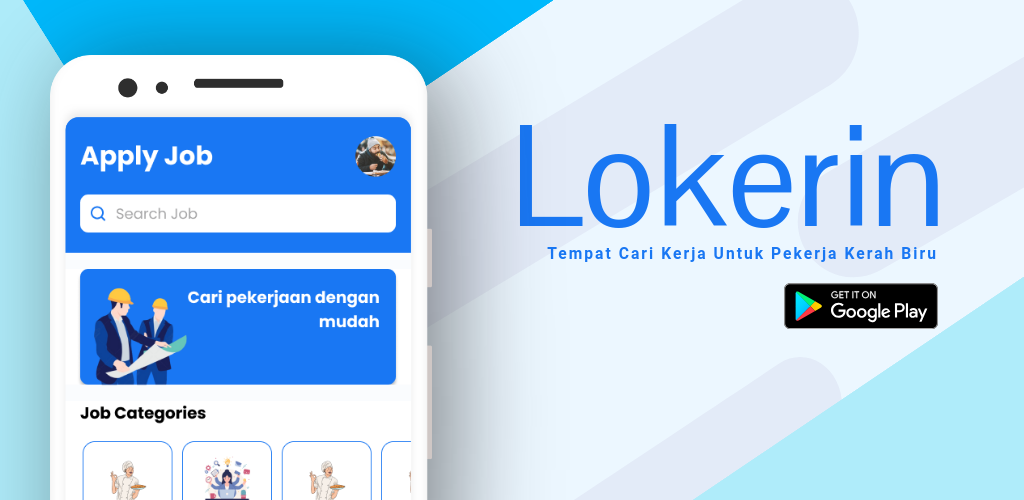 Apply Job
Search Job
Cari pekerjaan dengan
mudah
Job Categories
Lokerin
Tempat Cari Kerja Untuk Pekerja Kerah Biru
GET IT ON
Google Play